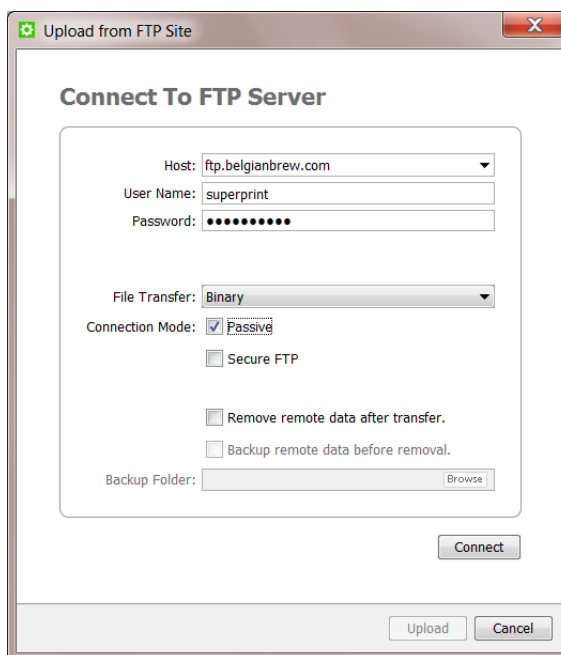 Upload from FTP Site
Connect To FTP Server
Host: ftp.belgianbrew.com
User Name: superprint
Password: ●●●●●●●●●●
File Transfer: Binary
Connection Mode: Passive
Secure FTP
Remove remote data after transfer.
Backup remote data before removal.
Backup Folder: Browse
Connect
Upload Cancel